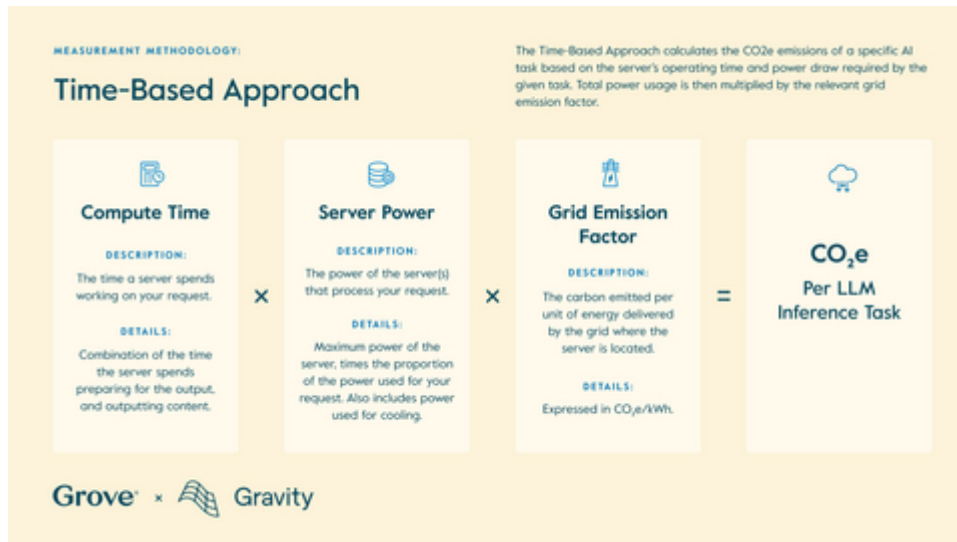 MEASUREMENT METHODOLOGY:
Time-Based Approach
The Time-Based Approach calculates the CO2e emissions of a specific AI
task based on the server's operating time and power draw required by the
given task. Total power usage is then multiplied by the relevant grid
emission factor.
Compute Time
DESCRIPTION:
The time a server spends
working on your request.
DETAILS:
Combination of the time
the server spends
preparing for the output,
and outputting content.
×
Server Power
DESCRIPTION:
The power of the server(s)
that process your request.
DETAILS:
Maximum power of the
server, times the proportion
of the power used for your
request. Also includes power
used for cooling.
×
Grid Emission
Factor
DESCRIPTION:
The carbon emitted per
unit of energy delivered
by the grid where the
server is located.
DETAILS:
Expressed in CO₂e/kWh.
=
CO₂e
Per LLM
Inference Task
Grove × Gravity